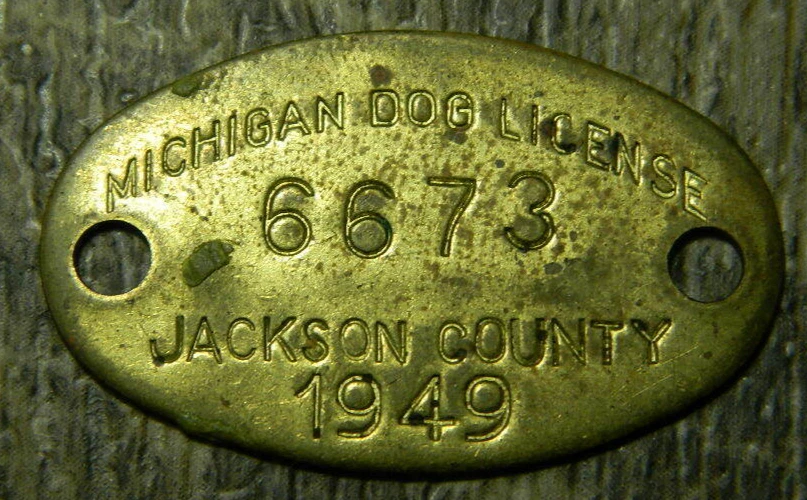 MICHIGAN DOG LICENSE
6673
JACKSON COUNTY
1949